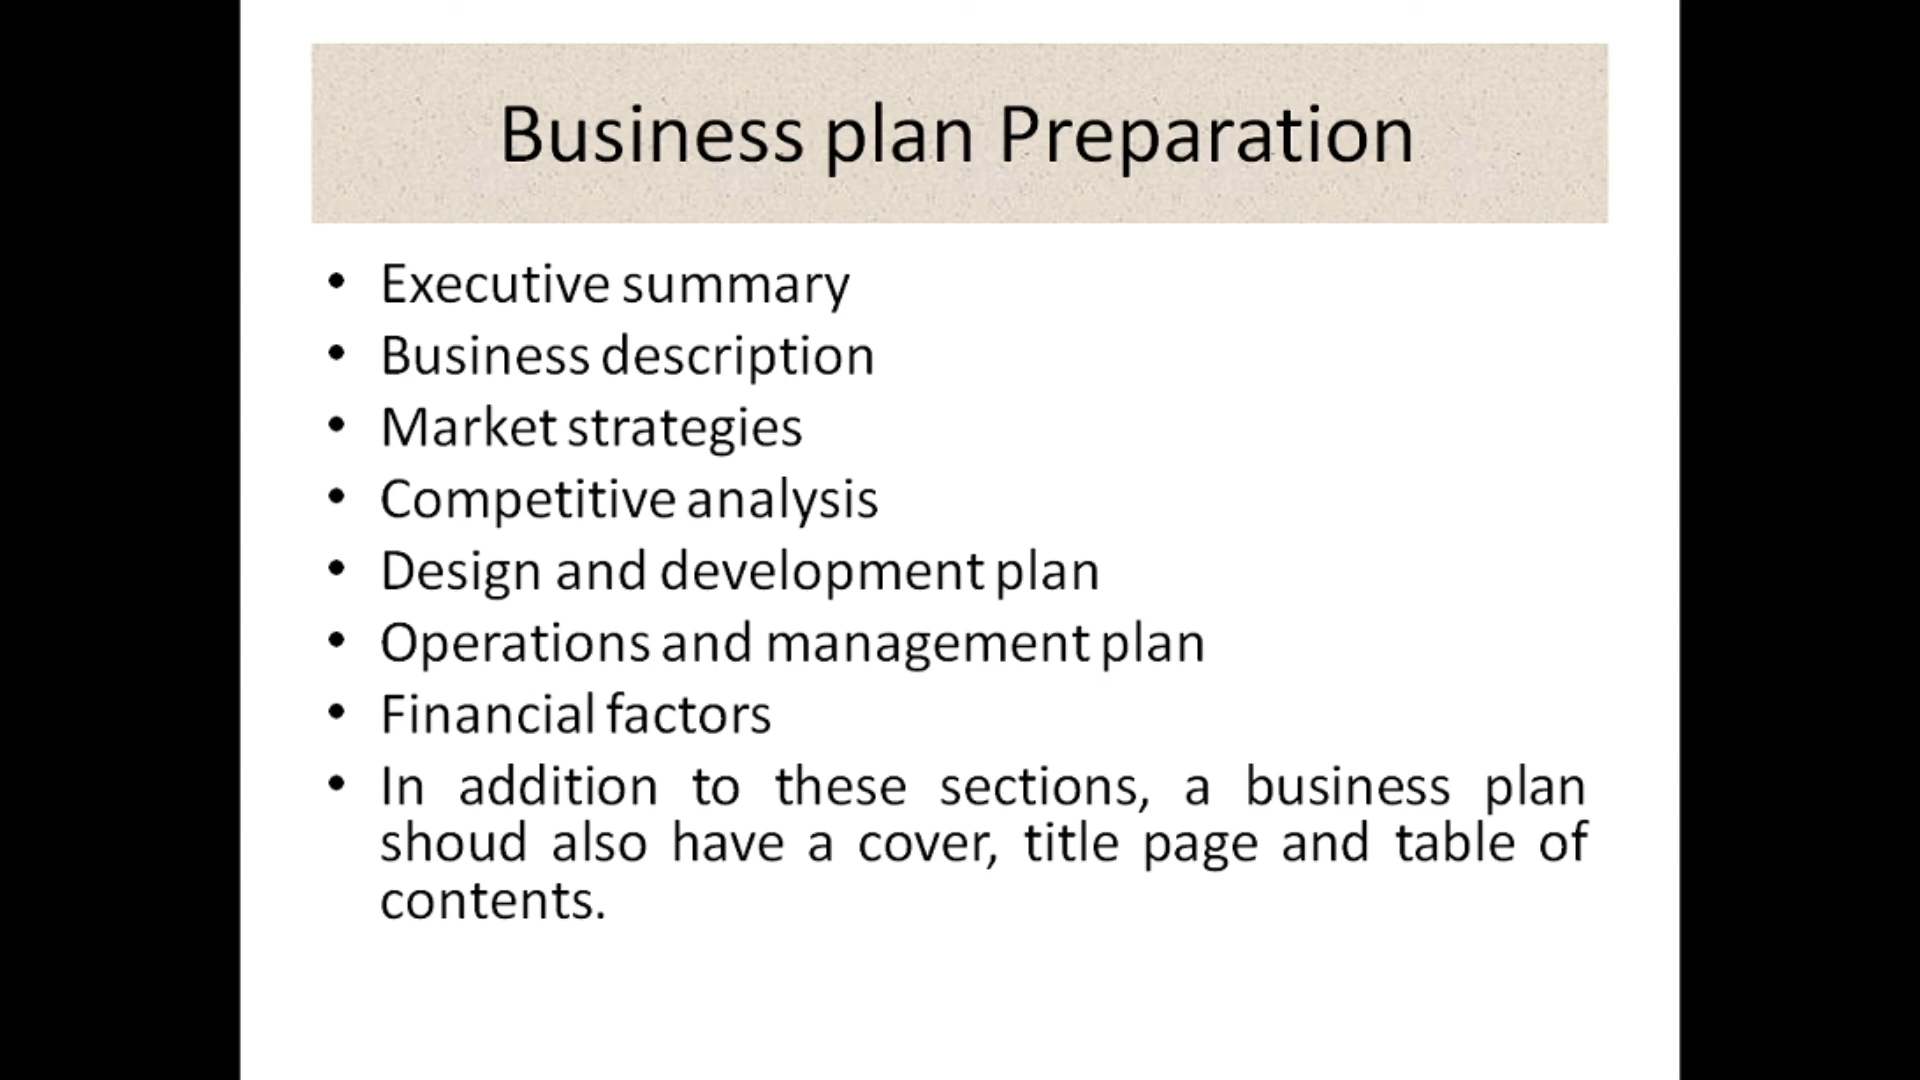 Business plan Preparation
• Executive summary
• Business description
• Market strategies
• Competitive analysis
• Design and development plan
• Operations and management plan
• Financial factors
• In addition to these sections, a business plan
shoud also have a cover, title page and table of
contents.